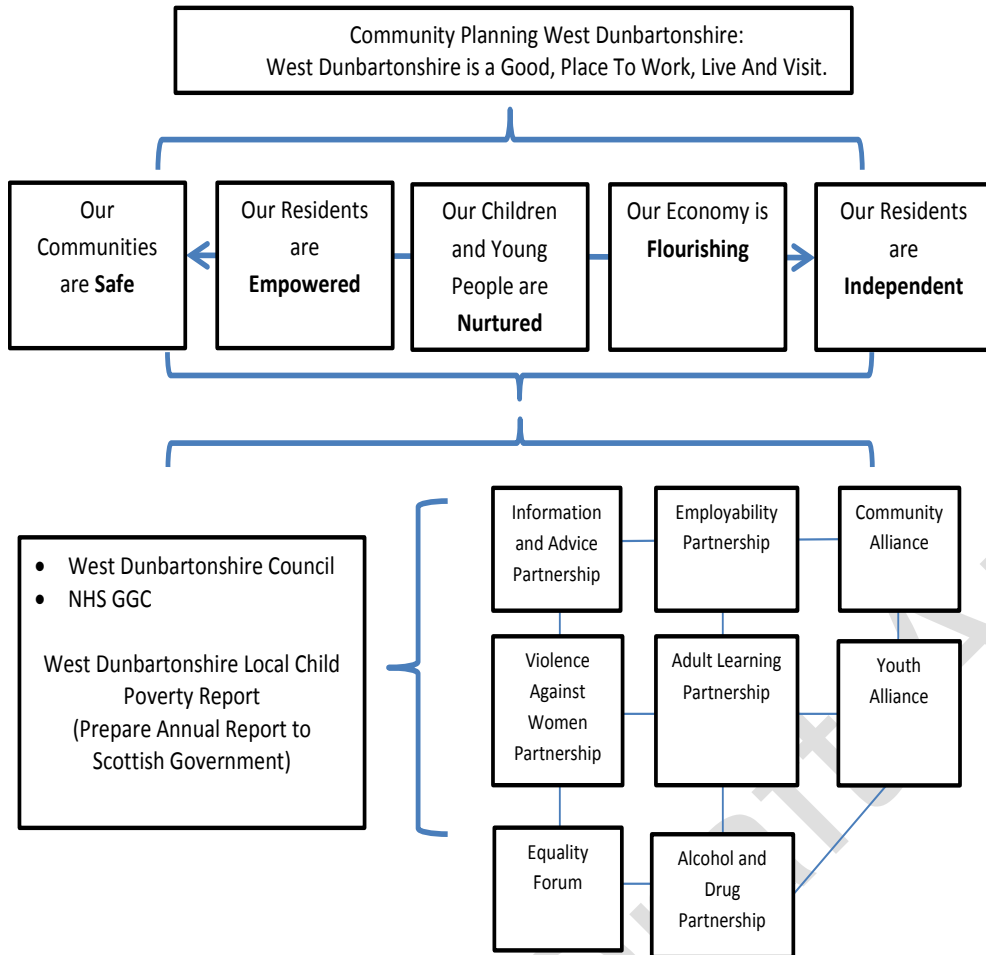 Community Planning West Dunbartonshire:
West Dunbartonshire is a Good, Place To Work, Live And Visit.
Our
Communities
are Safe
Our Residents
are
Empowered
Our Children
and Young
People are
Nurtured
Our Economy is
Flourishing
Our Residents
are
Independent
• West Dunbartonshire Council
• NHS GGC
West Dunbartonshire Local Child
Poverty Report
(Prepare Annual Report to
Scottish Government)
Information
and Advice
Partnership
Employability
Partnership
Community
Alliance
Violence
Against
Women
Partnership
Adult Learning
Partnership
Youth
Alliance
Equality
Forum
Alcohol and
Drug
Partnership